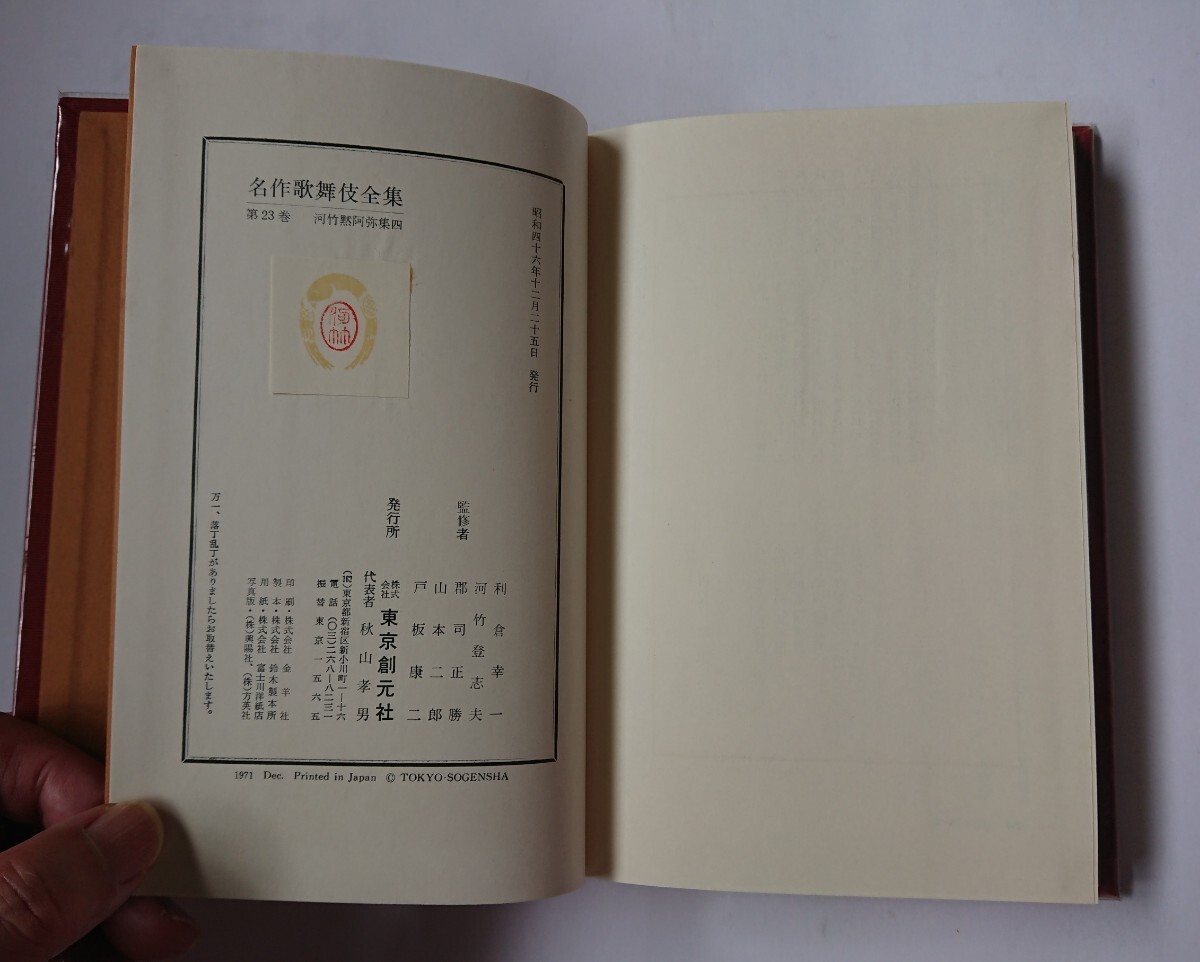 名作歌舞伎全集
第23巻 河竹黙阿弥集四
昭和四十六年十二月二十五日 発行
監修者
利倉幸一
河竹登志夫
郡司正勝
山本二郎
戸板康二
発行所
株式会社 東京創元社
代表者 秋山孝男
(162)東京都新宿区新小川町一—十六
電話(〇三)二六八—八二三一
振替東京一五六五
印刷・株式会社 金羊社
製本・株式会社 鈴木製本所
用紙・株式会社 富士川洋紙店
写真版・(株)興陽社、(株)万英社
万一、落丁乱丁がありましたらお取替えいたします。
1971 Dec. Printed in Japan © TOKYO-SOGENSHA